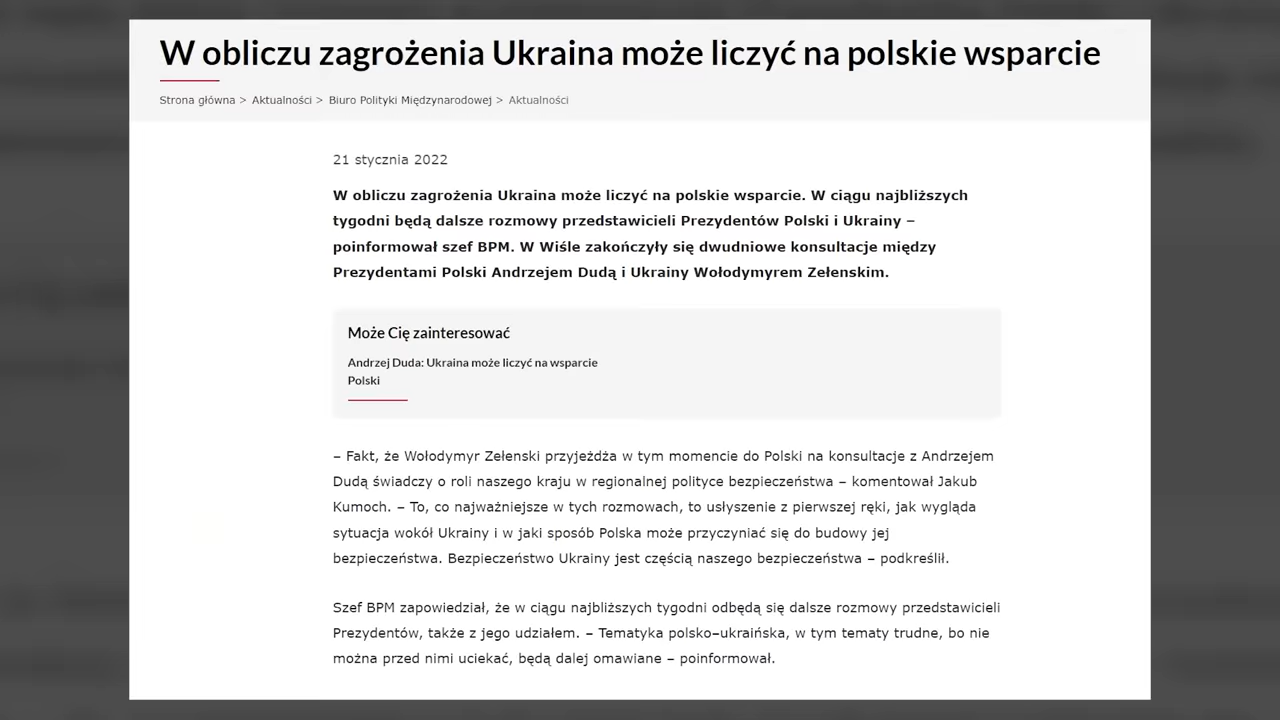 W obliczu zagrożenia Ukraina może liczyć na polskie wsparcie
Strona główna > Aktualności > Biuro Polityki Międzynarodowej > Aktualności
21 stycznia 2022
W obliczu zagrożenia Ukraina może liczyć na polskie wsparcie. W ciągu najbliższych
tygodni będą dalsze rozmowy przedstawicieli Prezydentów Polski i Ukrainy –
poinformował szef BPM. W Wiśle zakończyły się dwudniowe konsultacje między
Prezydentami Polski Andrzejem Dudą i Ukrainy Wołodymyrem Zełenskim.
Może Cię zainteresować
Andrzej Duda: Ukraina może liczyć na wsparcie
Polski
– Fakt, że Wołodymyr Zełenski przyjeżdża w tym momencie do Polski na konsultacje z Andrzejem
Dudą świadczy o roli naszego kraju w regionalnej polityce bezpieczeństwa – komentował Jakub
Kumoch. – To, co najważniejsze w tych rozmowach, to usłyszenie z pierwszej ręki, jak wygląda
sytuacja wokół Ukrainy i w jaki sposób Polska może przyczyniać się do budowy jej
bezpieczeństwa. Bezpieczeństwo Ukrainy jest częścią naszego bezpieczeństwa – podkreślił.
Szef BPM zapowiedział, że w ciągu najbliższych tygodni odbędą się dalsze rozmowy przedstawicieli
Prezydentów, także z jego udziałem. – Tematyka polsko–ukraińska, w tym tematy trudne, bo nie
można przed nimi uciekać, będą dalej omawiane – poinformował.